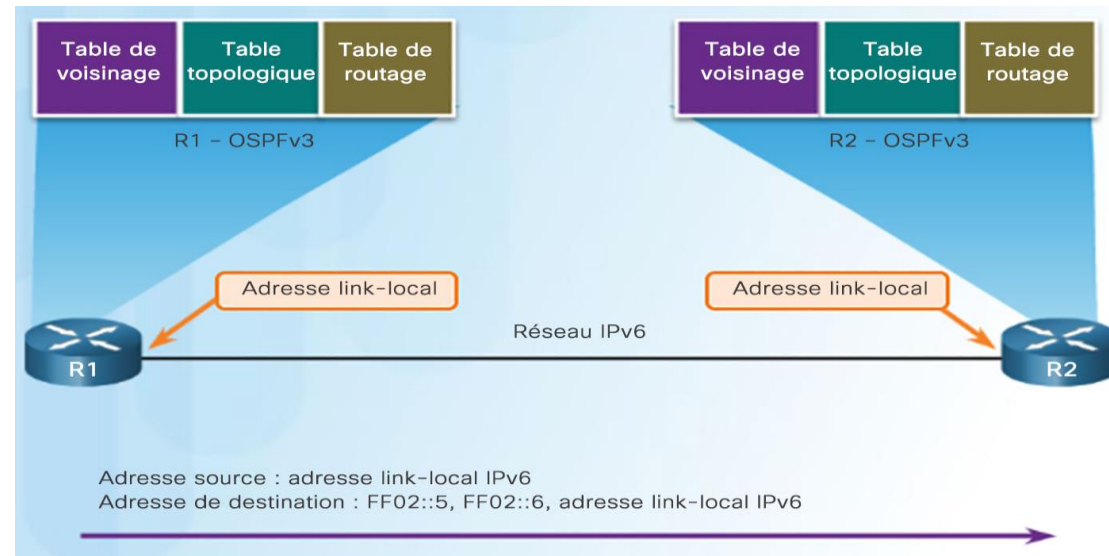 Table de voisinage
Table topologique
Table de routage
R1 – OSPFv3
Table de voisinage
Table topologique
Table de routage
R2 – OSPFv3
Adresse link-local
Adresse link-local
Réseau IPv6
R1
R2
Adresse source : adresse link-local IPv6
Adresse de destination : FF02::5, FF02::6, adresse link-local IPv6